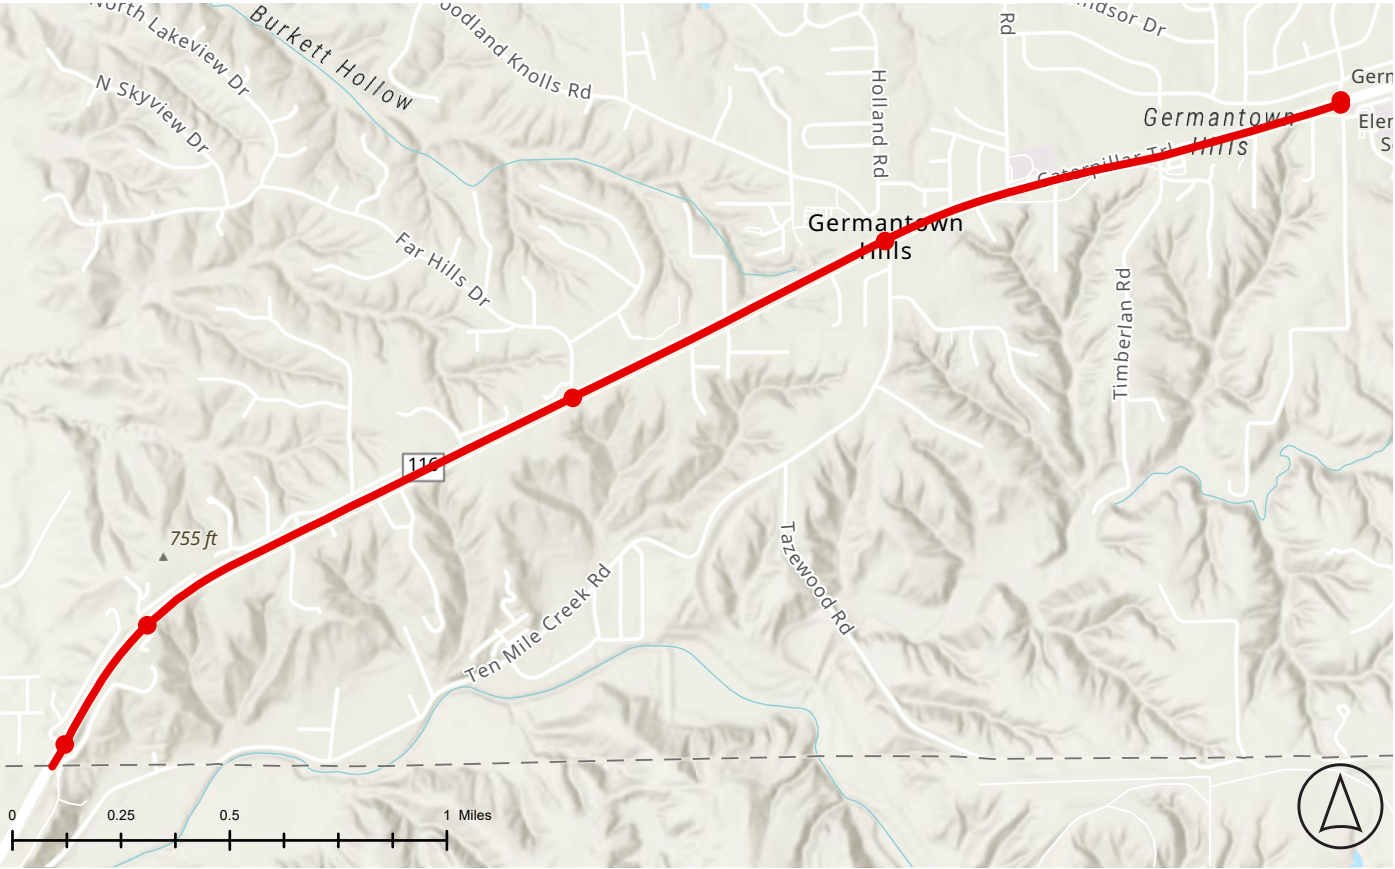 North Lakeview Dr
Burkett Hollow
oodland Knolls Rd
Rd
ndsor Dr
N Skyview Dr
Holland Rd
Germ
Germantown
Hills
Elem
S
Caterpillar Trl
Far Hills Dr
Germantown
Hills
Timberlan Rd
116
755 ft
Tazewood Rd
Ten Mile Creek Rd
0 0.25 0.5 1 Miles